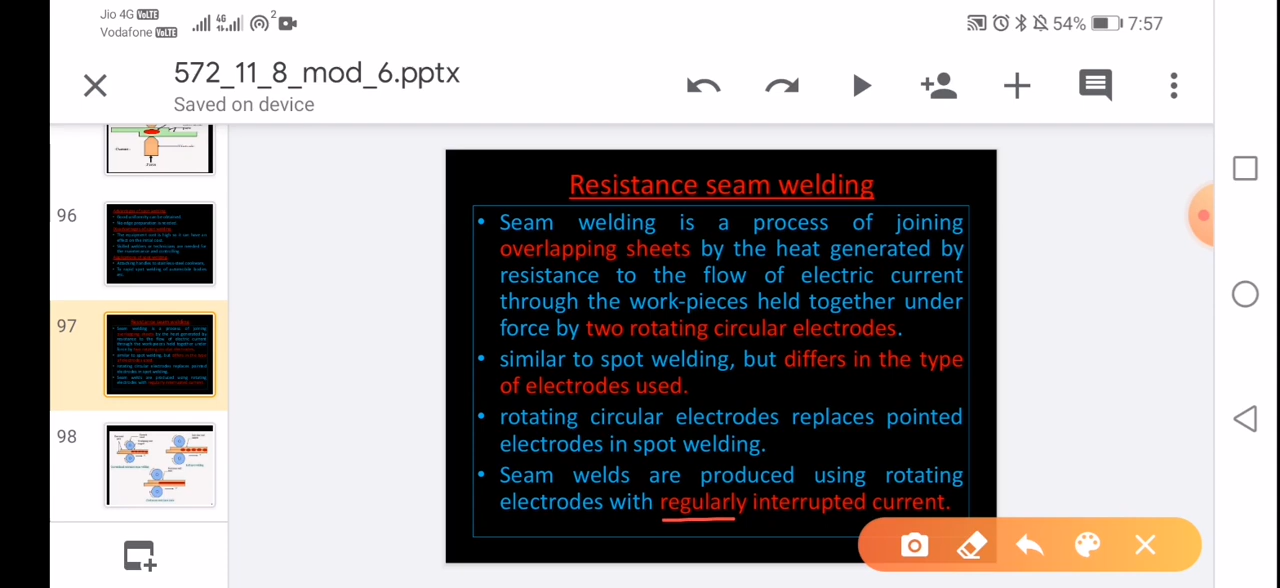 Jio 4G VoLTE
Vodafone VoLTE
4G
2
54%
7:57
572_11_8_mod_6.pptx
Saved on device
96
97
98
Resistance seam welding
• Seam welding is a process of joining
overlapping sheets by the heat generated by
resistance to the flow of electric current
through the work-pieces held together under
force by two rotating circular electrodes.
• similar to spot welding, but differs in the type
of electrodes used.
• rotating circular electrodes replaces pointed
electrodes in spot welding.
• Seam welds are produced using rotating
electrodes with regularly interrupted current.